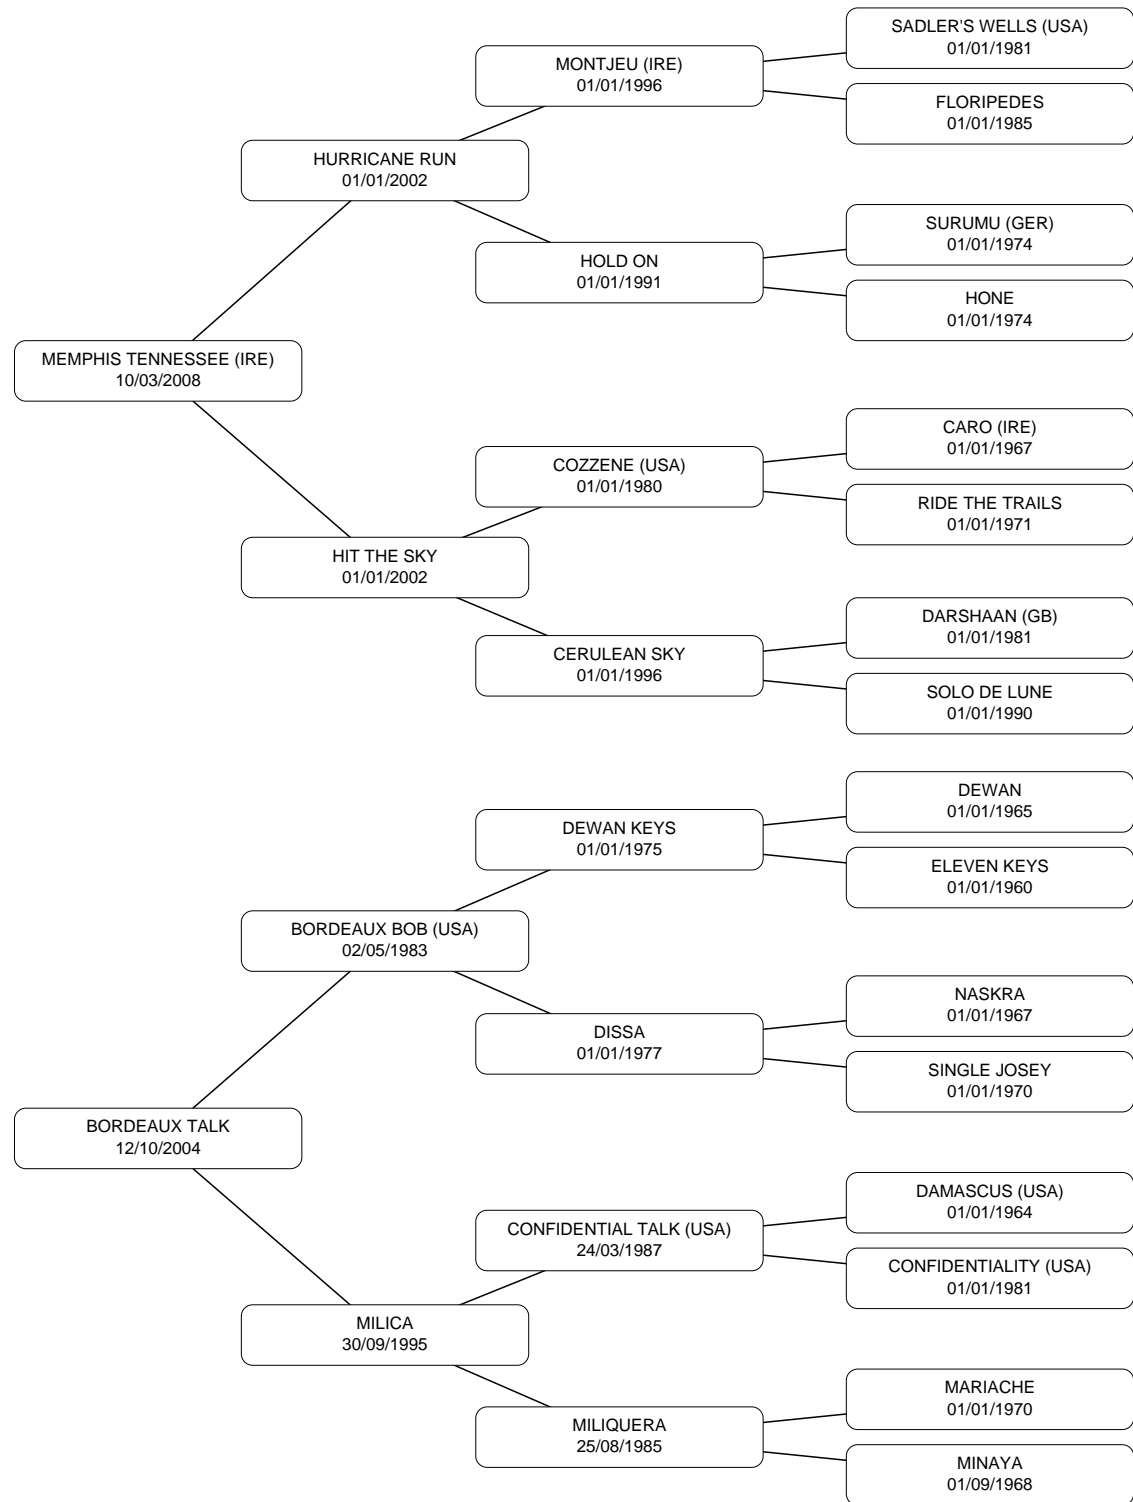 SADLER'S WELLS (USA)
01/01/1981
MONTJEU (IRE)
01/01/1996
FLORIPEDES
01/01/1985
HURRICANE RUN
01/01/2002
SURUMU (GER)
01/01/1974
HOLD ON
01/01/1991
HONE
01/01/1974
MEMPHIS TENNESSEE (IRE)
10/03/2008
CARO (IRE)
01/01/1967
COZZENE (USA)
01/01/1980
RIDE THE TRAILS
01/01/1971
HIT THE SKY
01/01/2002
DARSHAAN (GB)
01/01/1981
CERULEAN SKY
01/01/1996
SOLO DE LUNE
01/01/1990
DEWAN
01/01/1965
DEWAN KEYS
01/01/1975
ELEVEN KEYS
01/01/1960
BORDEAUX BOB (USA)
02/05/1983
NASKRA
01/01/1967
DISSA
01/01/1977
SINGLE JOSEY
01/01/1970
BORDEAUX TALK
12/10/2004
DAMASCUS (USA)
01/01/1964
CONFIDENTIAL TALK (USA)
24/03/1987
CONFIDENTIALITY (USA)
01/01/1981
MILICA
30/09/1995
MARIACHE
01/01/1970
MILIQUERA
25/08/1985
MINAYA
01/09/1968